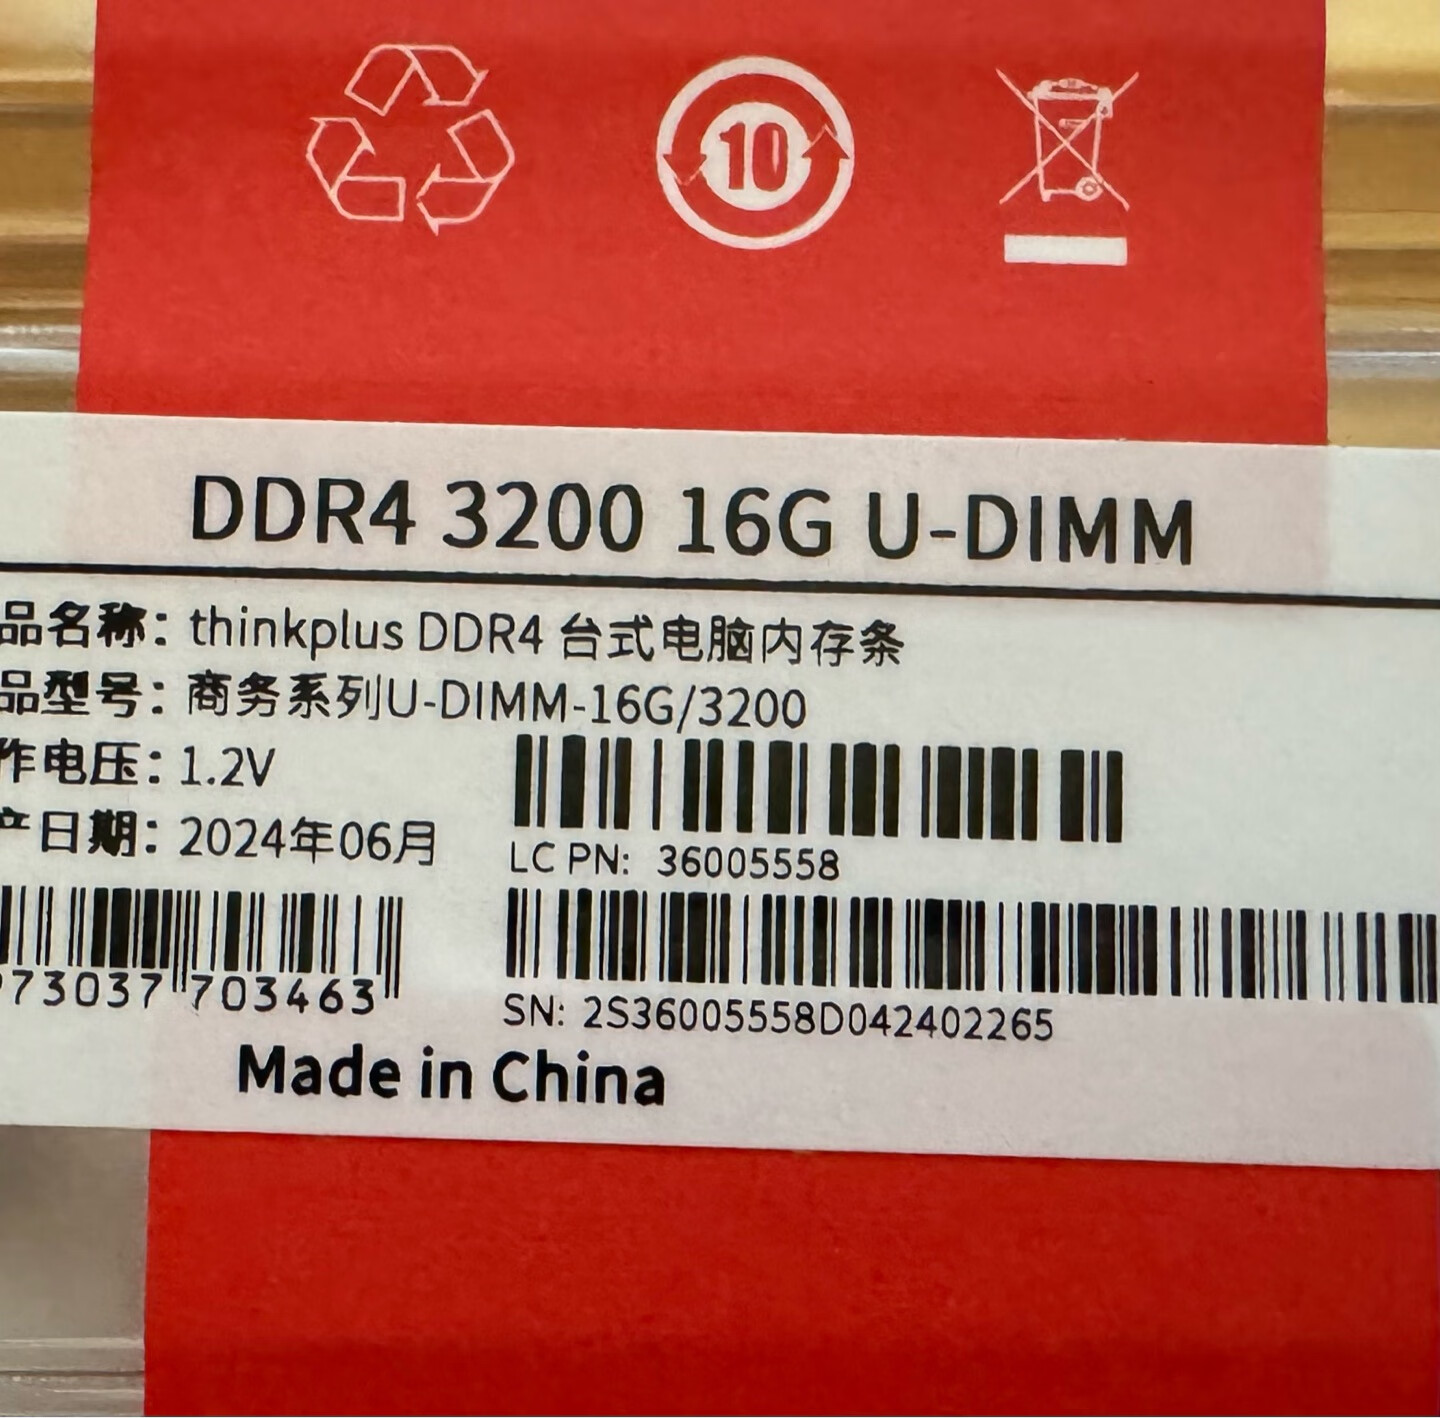 10
DDR4 3200 16G U-DIMM
品名称：thinkplus DDR4 台式电脑内存条
品型号：商务系列U-DIMM-16G/3200
作电压：1.2V
产日期：2024年06月
LC PN: 36005558
73037 703463
SN: 2S36005558D042402265
Made in China